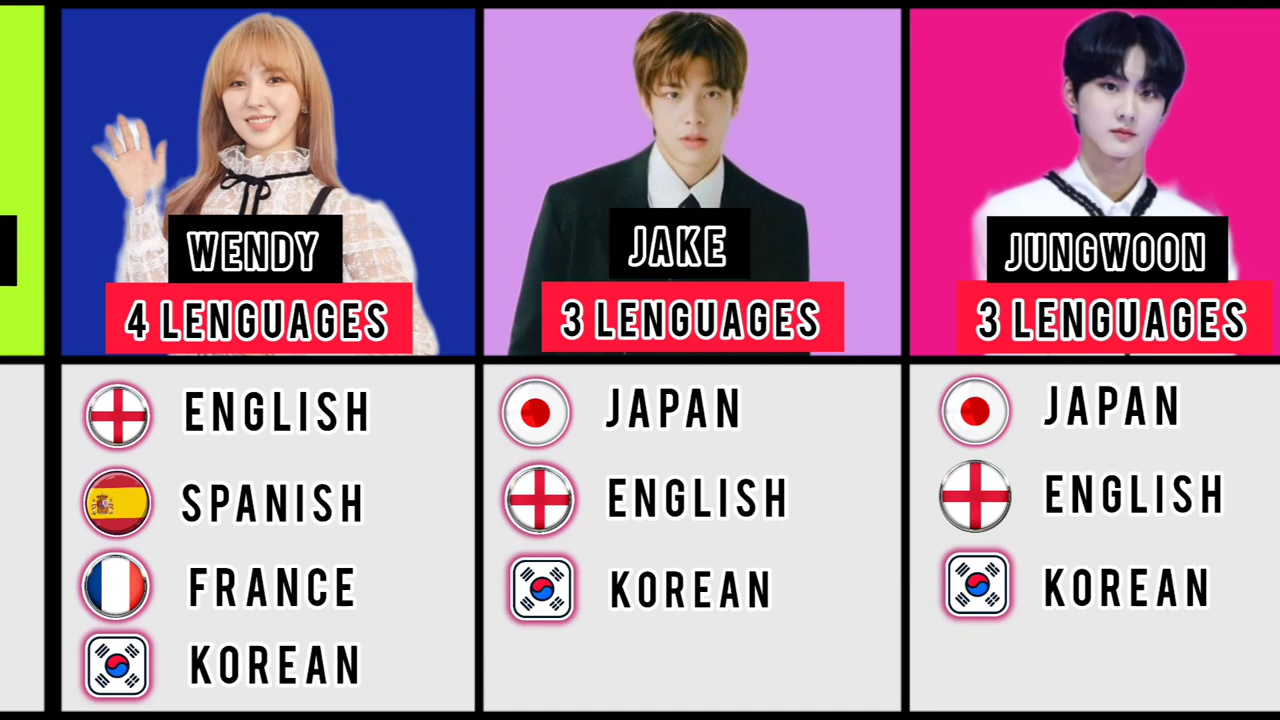 WENDY
4 LENGUAGES
ENGLISH
SPANISH
FRANCE
KOREAN
JAKE
3 LENGUAGES
JAPAN
ENGLISH
KOREAN
JUNGWOON
3 LENGUAGES
JAPAN
ENGLISH
KOREAN